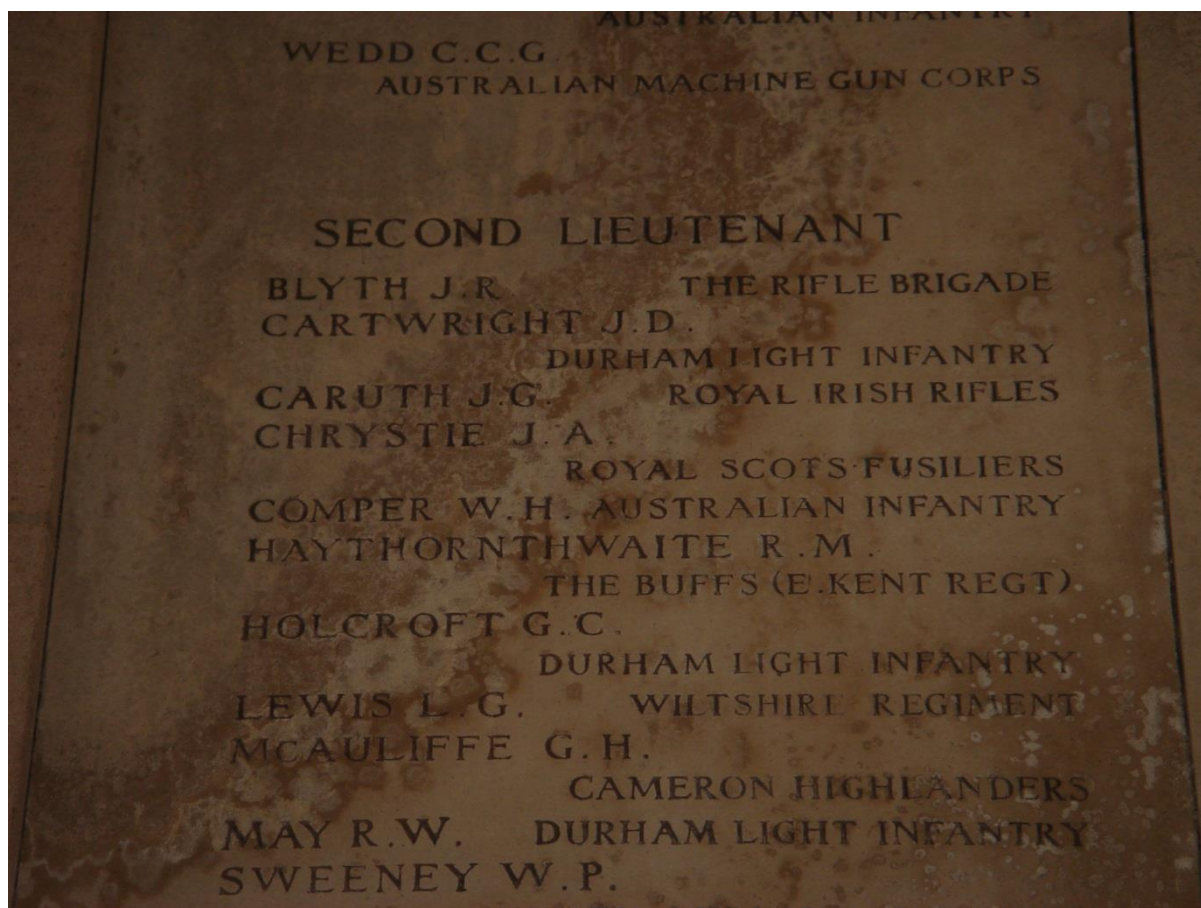 AUSTRALIAN INFANTRY
WEDD C.C.G.
AUSTRALIAN MACHINE GUN CORPS
SECOND LIEUTENANT
BLYTH J.R. THE RIFLE BRIGADE
CARTWRIGHT J.D.
DURHAM LIGHT INFANTRY
CARUTH J.G. ROYAL IRISH RIFLES
CHRYSTIE J.A.
ROYAL SCOTS FUSILIERS
COMPER W.H. AUSTRALIAN INFANTRY
HAYTHORNTHWAITE R.M.
THE BUFFS (E.KENT REGT)
HOLCROFT G.C.
DURHAM LIGHT INFANTRY
LEWIS L.G. WILTSHIRE REGIMENT
MCAULIFFE G.H.
CAMERON HIGHLANDERS
MAY R.W. DURHAM LIGHT INFANTRY
SWEENEY W.P.